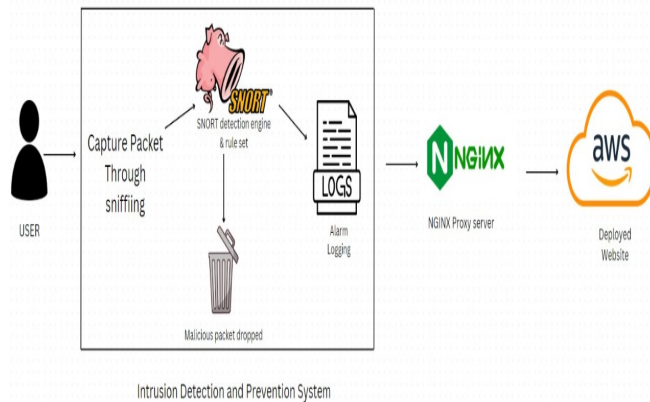 USER
Capture Packet
Through
sniffiing
SNORT
SNORT detection engine
& rule set
Malicious packet dropped
LOGS
Alarm
Logging
N NGINX
NGINX Proxy server
aws
Deployed
Website
Intrusion Detection and Prevention System